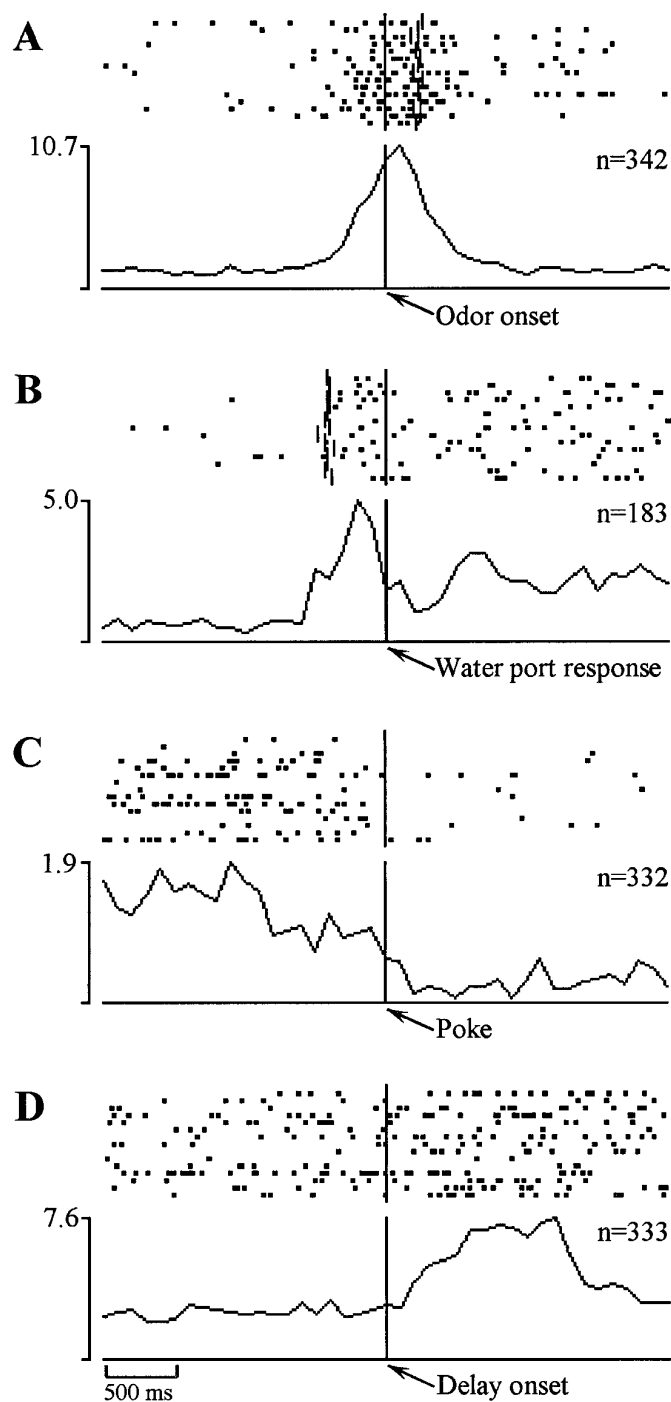 A
10.7
n=342
Odor onset
B
5.0
n=183
Water port response
C
1.9
n=332
Poke
D
7.6
n=333
500 ms
Delay onset